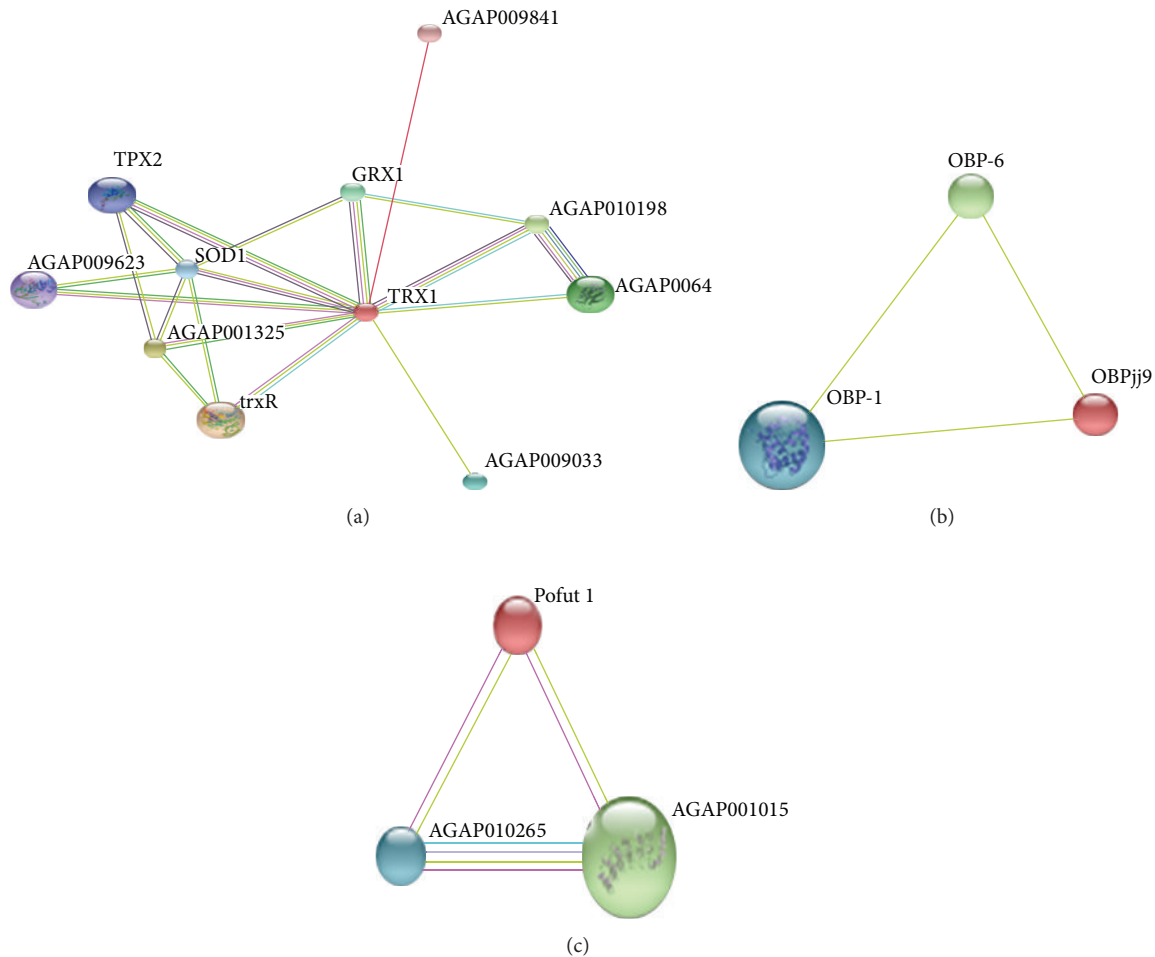 AGAP009841
TPX2
GRX1
AGAP010198
AGAP009623
SOD1
AGAP0064
TRX1
AGAP001325
trxR
AGAP009033
(a)
OBP-6
OBPjj9
OBP-1
(b)
Pofut 1
AGAP001015
AGAP010265
(c)